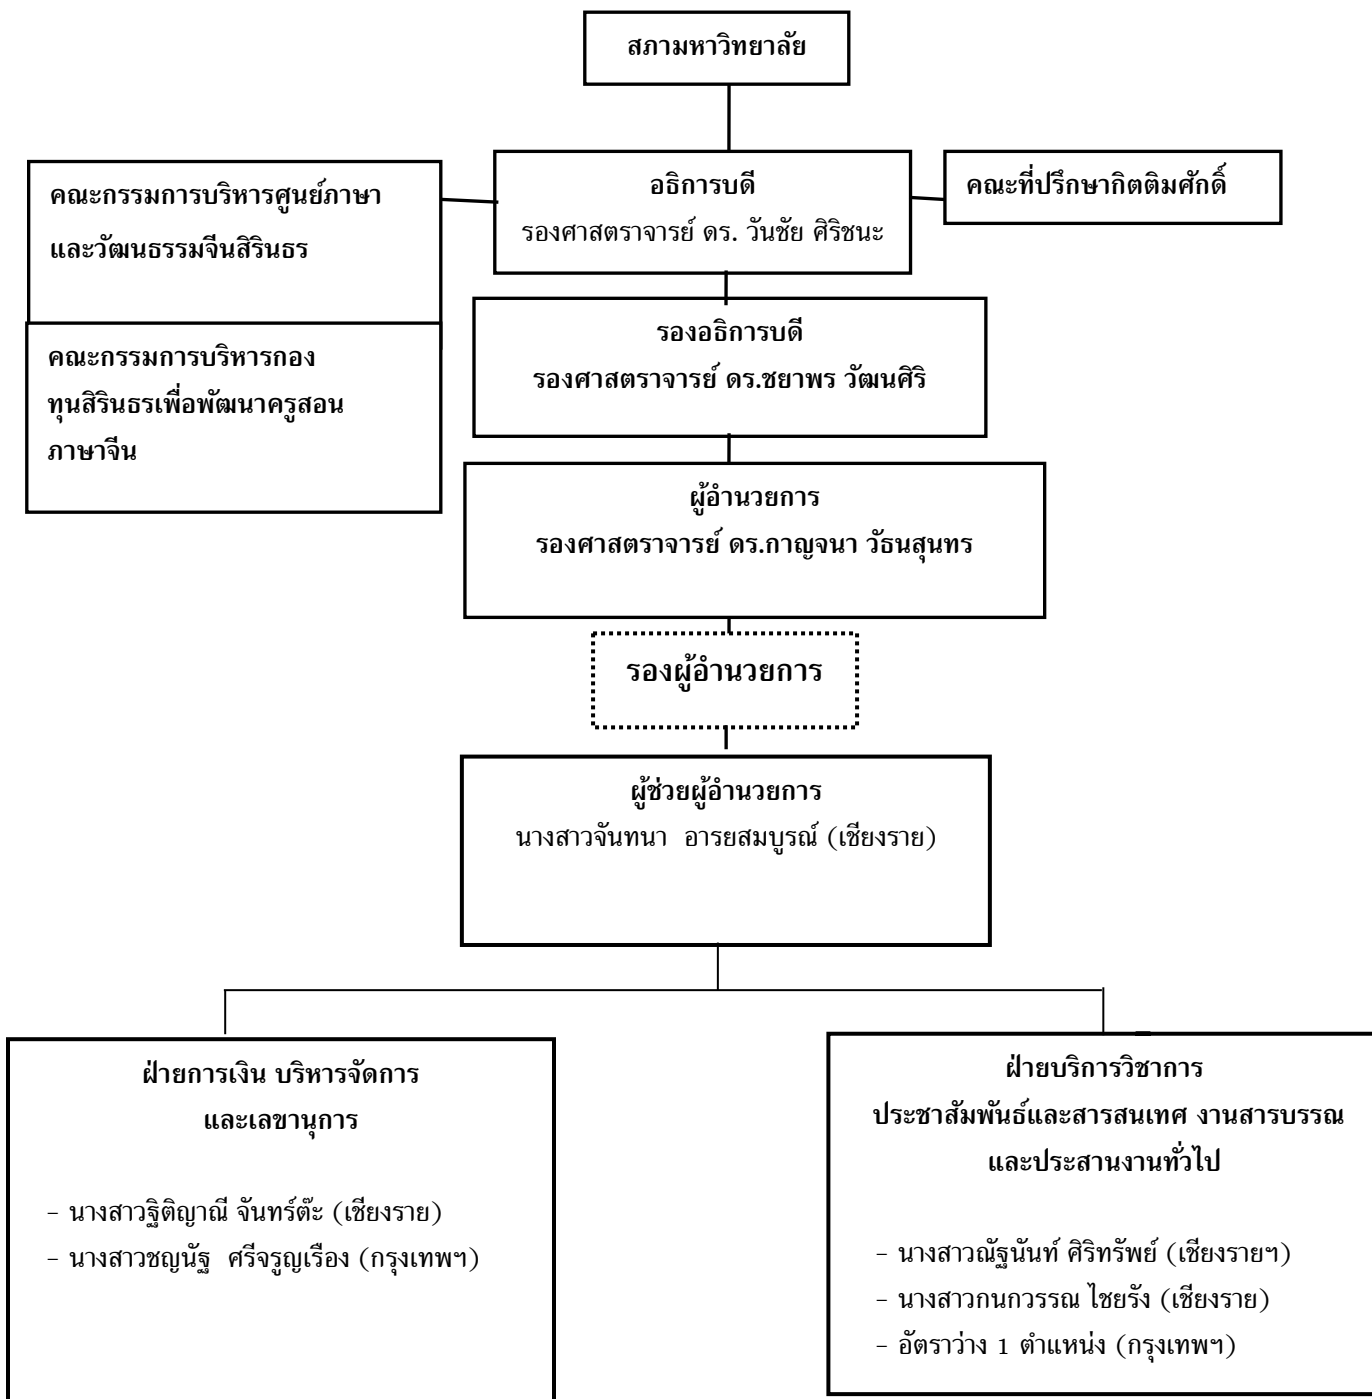 สภามหาวิทยาลัย
คณะกรรมการบริหารศูนย์ภาษา
และวัฒนธรรมจีนสิรินธร
อธิการบดี
รองศาสตราจารย์ ดร. วันชัย ศิริชนะ
คณะที่ปรึกษากิตติมศักดิ์
คณะกรรมการบริหารกอง
ทุนสิรินธรเพื่อพัฒนาครูสอน
ภาษาจีน
รองอธิการบดี
รองศาสตราจารย์ ดร.ชยาพร วัฒนศิริ
ผู้อำนวยการ
รองศาสตราจารย์ ดร.กาญจนา วัธนสุนทร
รองผู้อำนวยการ
ผู้ช่วยผู้อำนวยการ
นางสาวจันทนา อารยสมบูรณ์ (เชียงราย)
ฝ่ายการเงิน บริหารจัดการ
และเลขานุการ
- นางสาวฐิติญาณี จันทร์ต๊ะ (เชียงราย)
- นางสาวชญนัฐ ศรีจรูญเรือง (กรุงเทพฯ)
ฝ่ายบริการวิชาการ
ประชาสัมพันธ์และสารสนเทศ งานสารบรรณ
และประสานงานทั่วไป
- นางสาวณัฐนันท์ ศิริทรัพย์ (เชียงรายฯ)
- นางสาวกนกวรรณ ไชยรัง (เชียงราย)
- อัตราว่าง 1 ตำแหน่ง (กรุงเทพฯ)